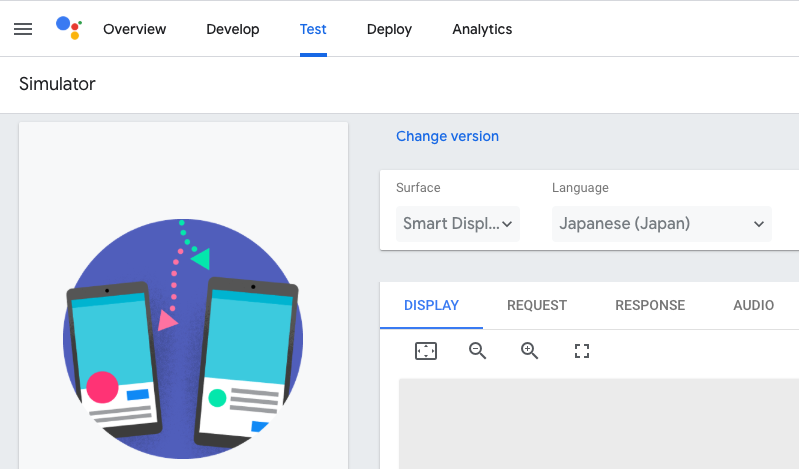 Overview Develop Test Deploy Analytics
Simulator
Change version
Surface Language
Smart Displ... Japanese (Japan)
DISPLAY REQUEST RESPONSE AUDIO